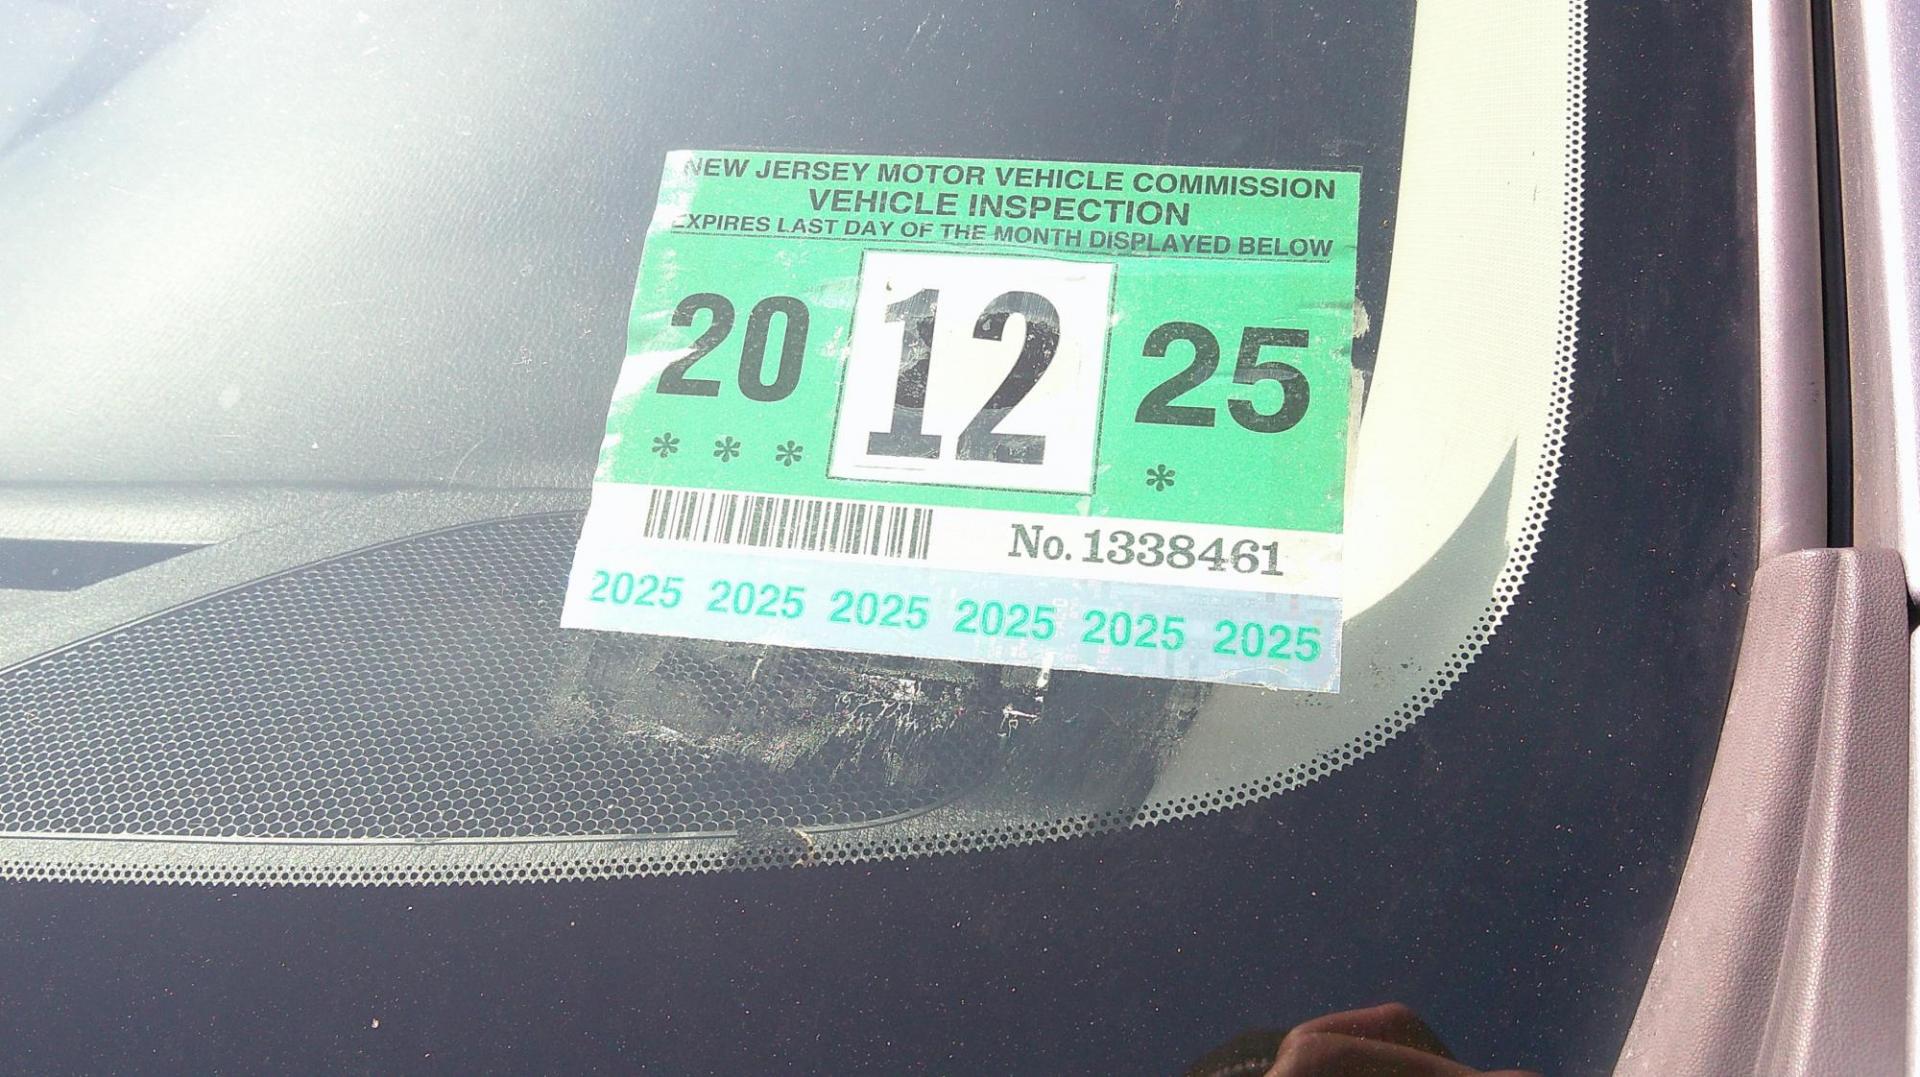 NEW JERSEY MOTOR VEHICLE COMMISSION
VEHICLE INSPECTION
EXPIRES LAST DAY OF THE MONTH DISPLAYED BELOW
20 12 25
* * * *
No. 1338461
2025 2025 2025 2025 2025 2025